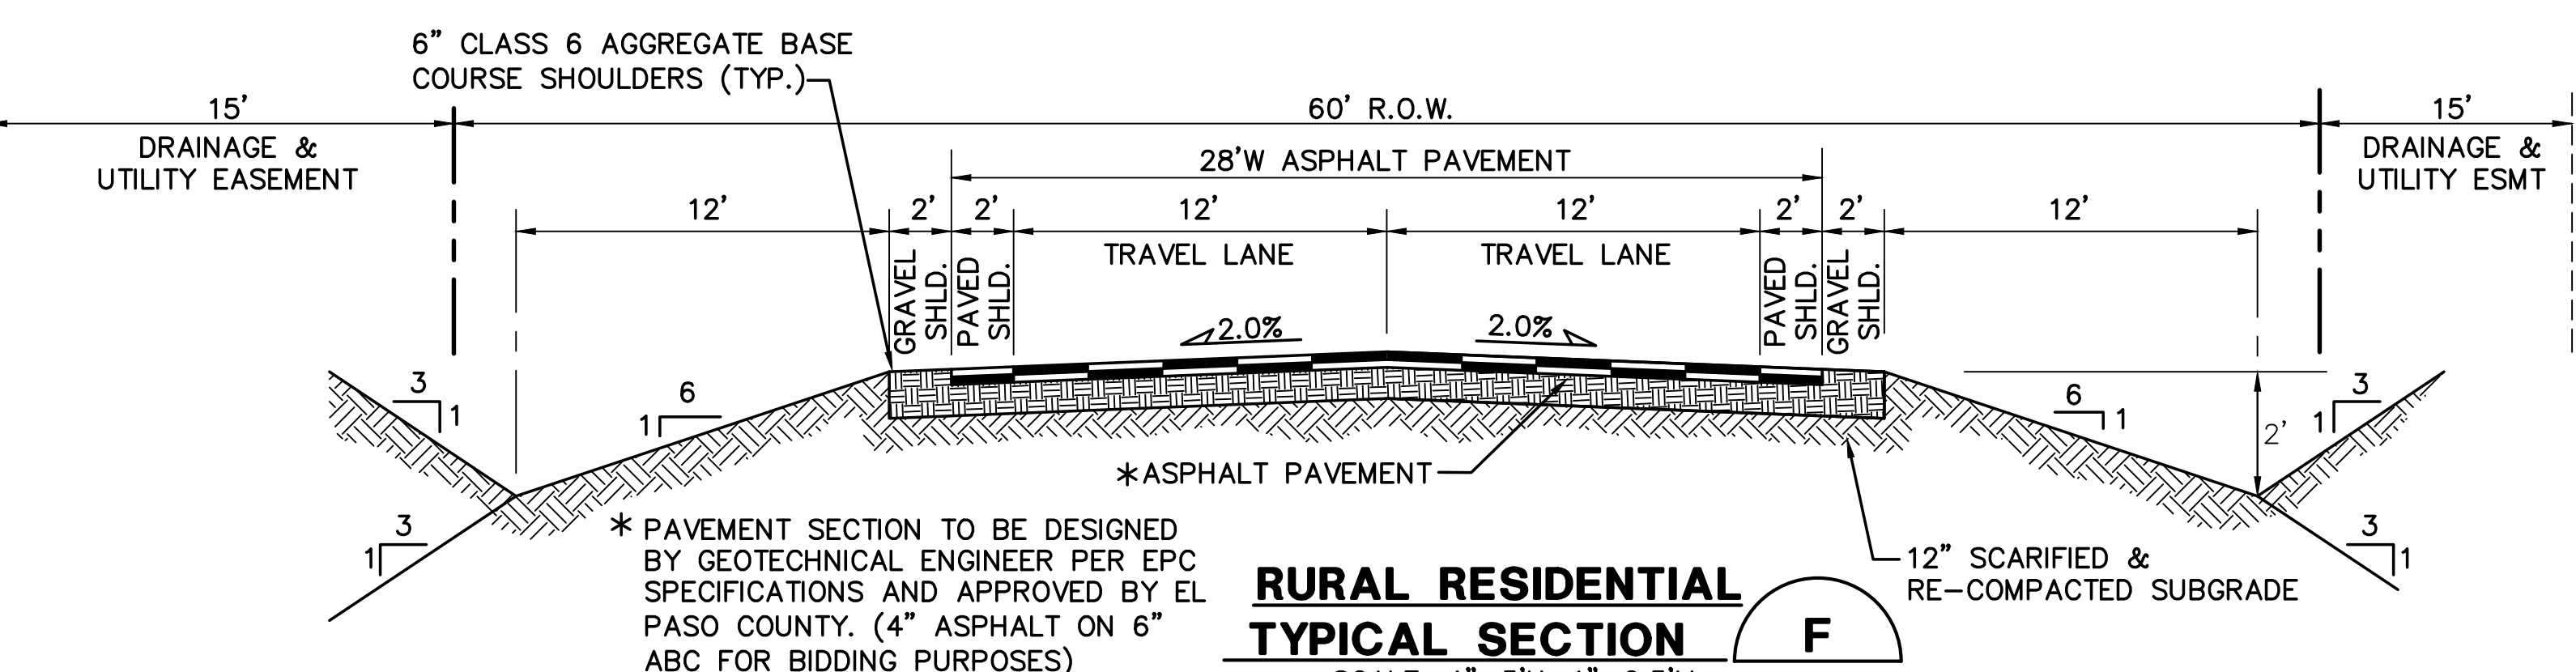 6" CLASS 6 AGGREGATE BASE
COURSE SHOULDERS (TYP.)
15'
60' R.O.W.
15'
DRAINAGE &
UTILITY EASEMENT
28'W ASPHALT PAVEMENT
DRAINAGE &
UTILITY ESMT
12'
2'
2'
12'
12'
2'
2'
12'
TRAVEL LANE
TRAVEL LANE
GRAVEL
SHLD.
PAVED
SHLD.
PAVED
SHLD.
GRAVEL
SHLD.
2.0%
2.0%
3
1
6
1
6
1
3
1
2'
*ASPHALT PAVEMENT
3
1
3
1
* PAVEMENT SECTION TO BE DESIGNED
BY GEOTECHNICAL ENGINEER PER EPC
SPECIFICATIONS AND APPROVED BY EL
PASO COUNTY. (4" ASPHALT ON 6"
ABC FOR BIDDING PURPOSES)
12" SCARIFIED &
RE-COMPACTED SUBGRADE
RURAL RESIDENTIAL
TYPICAL SECTION
F